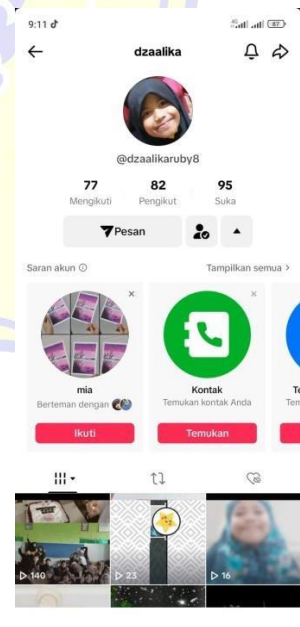 9:11
87
dzaalika
@dzaalikaruby8
77 82 95
Mengikuti Pengikut Suka
Pesan
Saran akun Tampilkan semua >
mia Kontak
Berteman dengan Temukan kontak Anda
Ikuti Temukan
140 23 16